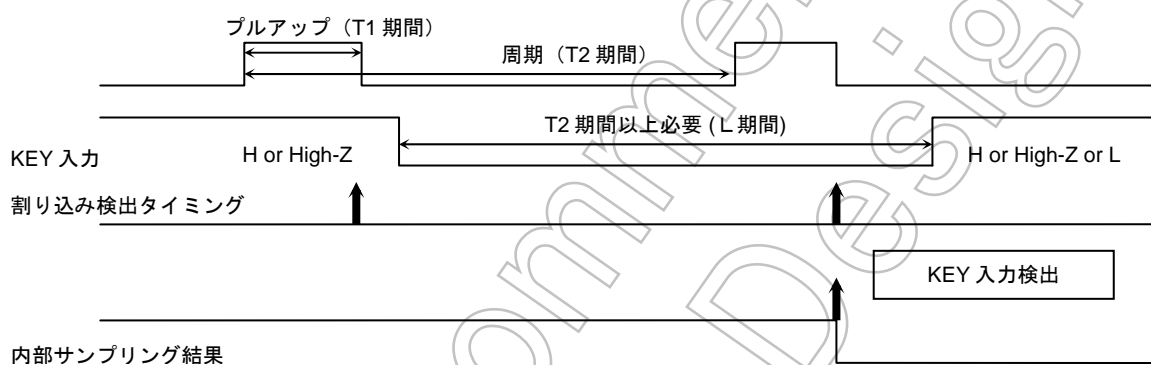 プルアップ（T1 期間）
周期（T2 期間）
T2 期間以上必要 (L 期間)
KEY 入力
H or High-Z
H or High-Z or L
割り込み検出タイミング
KEY 入力検出
内部サンプリング結果